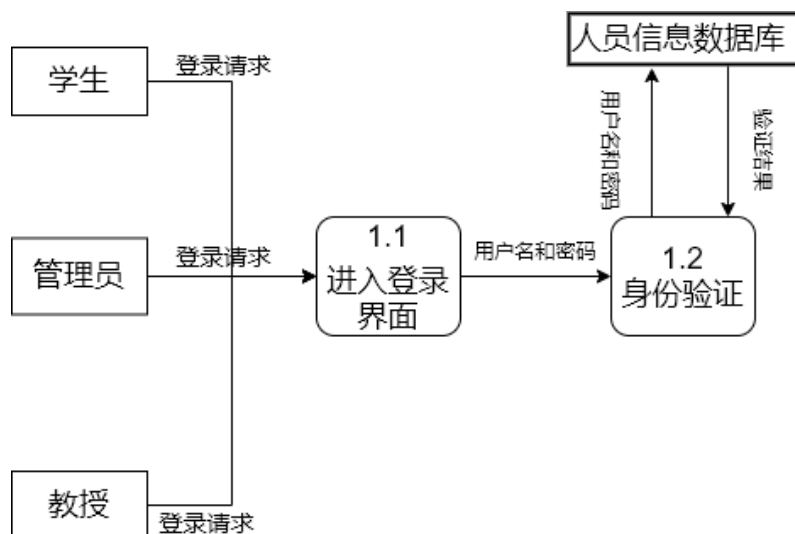 人员信息数据库
学生
登录请求
用户名和密码
验证结果
管理员
登录请求
1.1
进入登录
界面
用户名和密码
1.2
身份验证
教授
登录请求